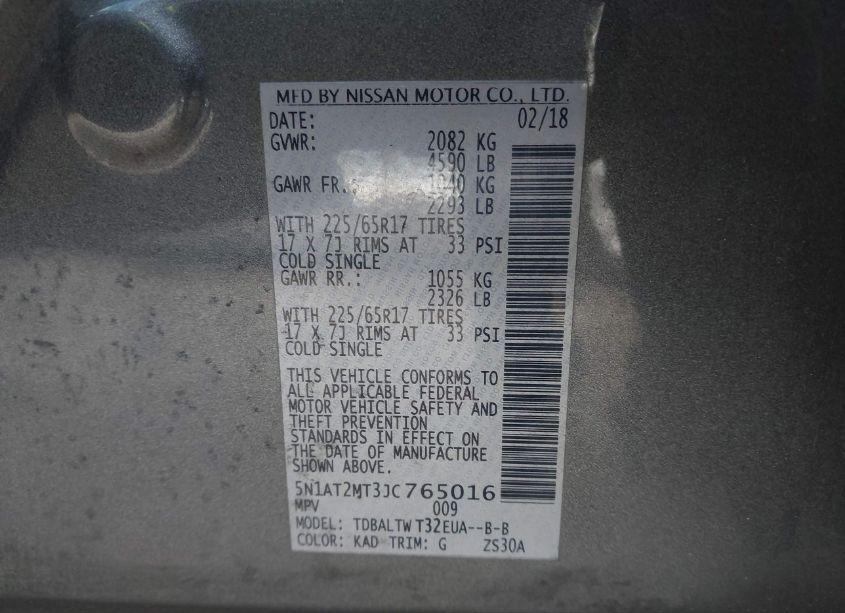 MFD BY NISSAN MOTOR CO., LTD.
DATE: 02/18
GVWR: 2082 KG
4590 LB
GAWR FR.: 1040 KG
2293 LB
WITH 225/65R17 TIRES
17 X 7J RIMS AT 33 PSI
COLD SINGLE
GAWR RR.: 1055 KG
2326 LB
WITH 225/65R17 TIRES
17 X 7J RIMS AT 33 PSI
COLD SINGLE
THIS VEHICLE CONFORMS TO
ALL APPLICABLE FEDERAL
MOTOR VEHICLE SAFETY AND
THEFT PREVENTION
STANDARDS IN EFFECT ON
THE DATE OF MANUFACTURE
SHOWN ABOVE.
5N1AT2MT3JC765016
MPV 009
MODEL: TDBALTW T32EUA--B-B
COLOR: KAD TRIM: G ZS30A